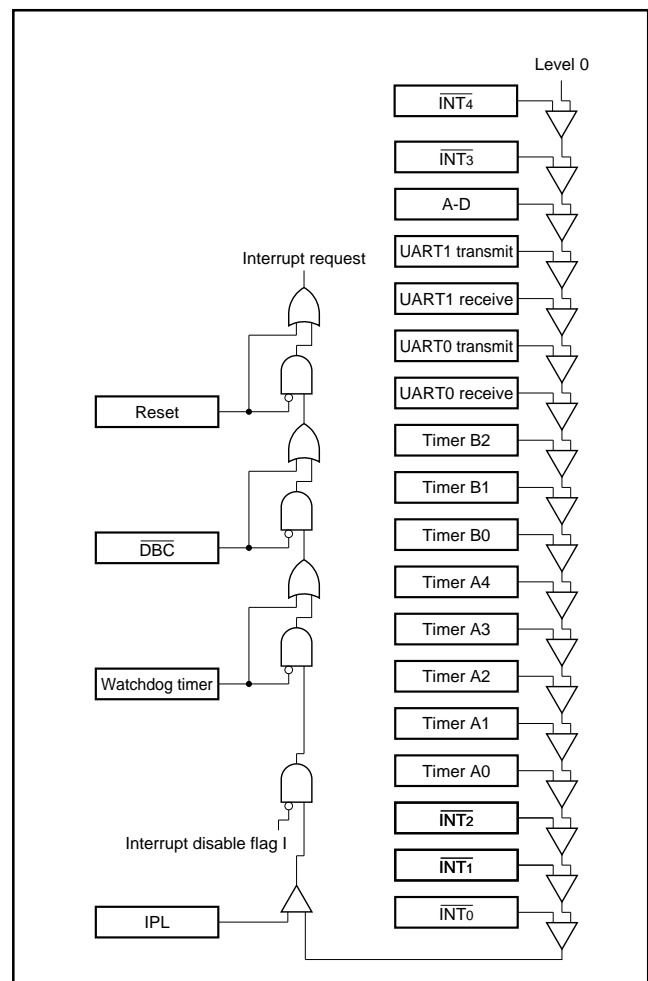 Level 0
INT4
INT3
A-D
UART1 transmit
Interrupt request
UART1 receive
UART0 transmit
UART0 receive
Reset
Timer B2
Timer B1
DBC
Timer B0
Timer A4
Timer A3
Watchdog timer
Timer A2
Timer A1
Timer A0
INT2
Interrupt disable flag I
INT1
IPL
INT0